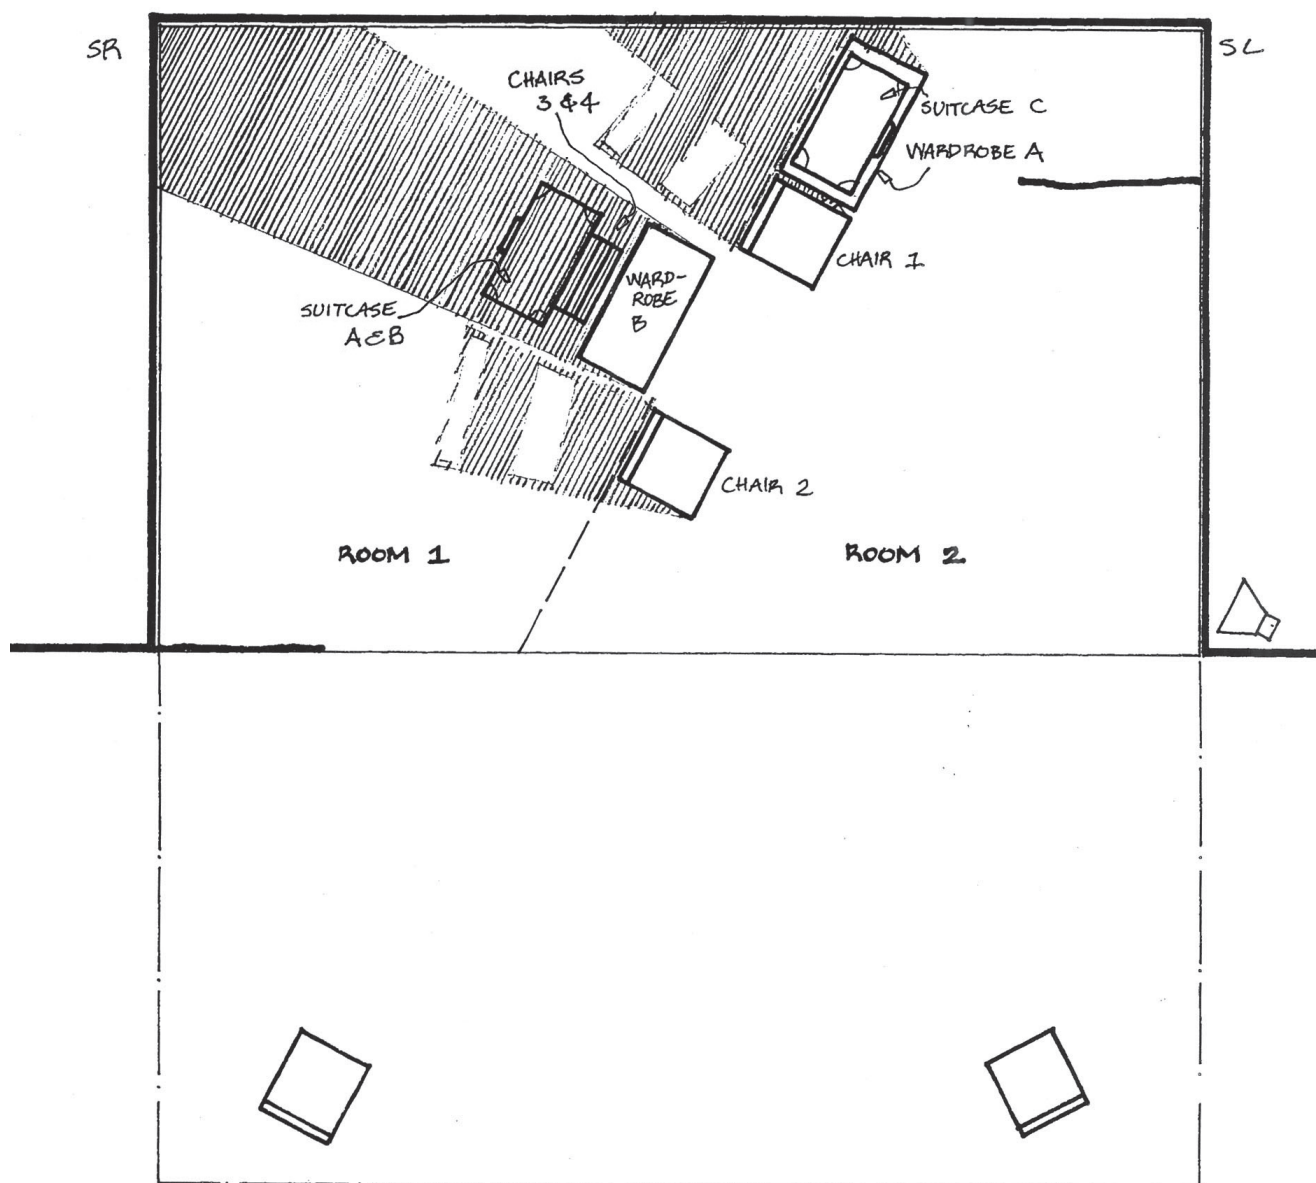 SR
SL
CHAIRS
3 & 4
SUITCASE C
WARDROBE A
CHAIR 1
WARD-
ROBE
B
SUITCASE
A & B
CHAIR 2
ROOM 1
ROOM 2